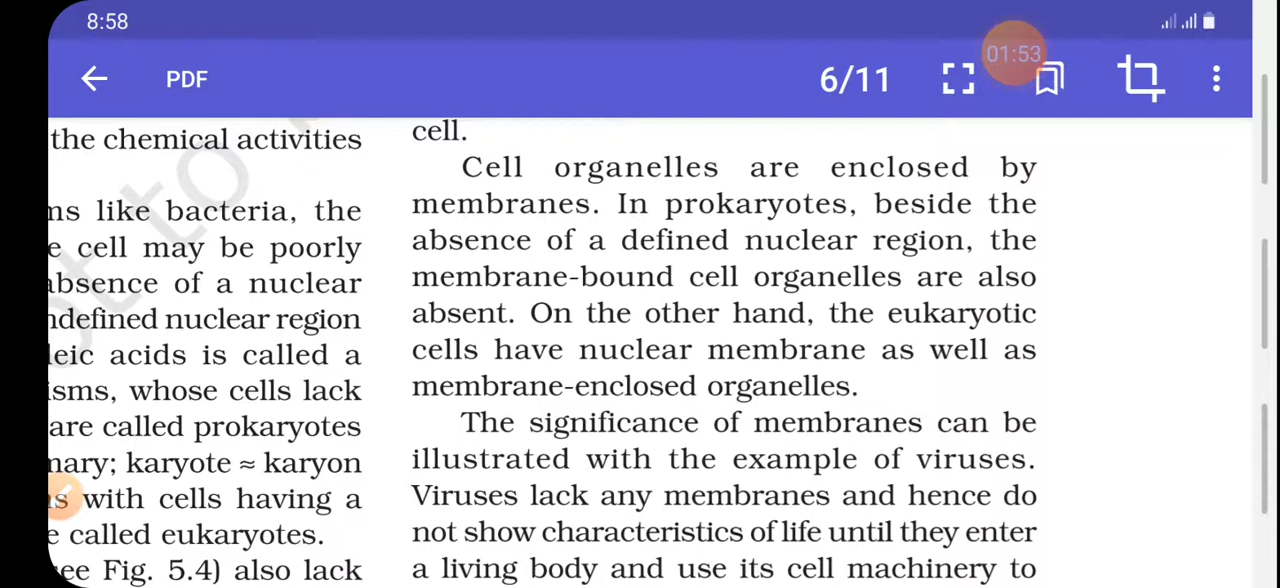 8:58
01:53
PDF
6/11
the chemical activities
like bacteria, the
cell may be poorly
absence of a nuclear
nuclear region
acids is called a
whose cells lack
are called prokaryotes
karyote ≈ karyon
with cells having a
called eukaryotes.
Fig. 5.4) also lack
cell.
Cell organelles are enclosed by
membranes. In prokaryotes, beside the
absence of a defined nuclear region, the
membrane-bound cell organelles are also
absent. On the other hand, the eukaryotic
cells have nuclear membrane as well as
membrane-enclosed organelles.
The significance of membranes can be
illustrated with the example of viruses.
Viruses lack any membranes and hence do
not show characteristics of life until they enter
a living body and use its cell machinery to